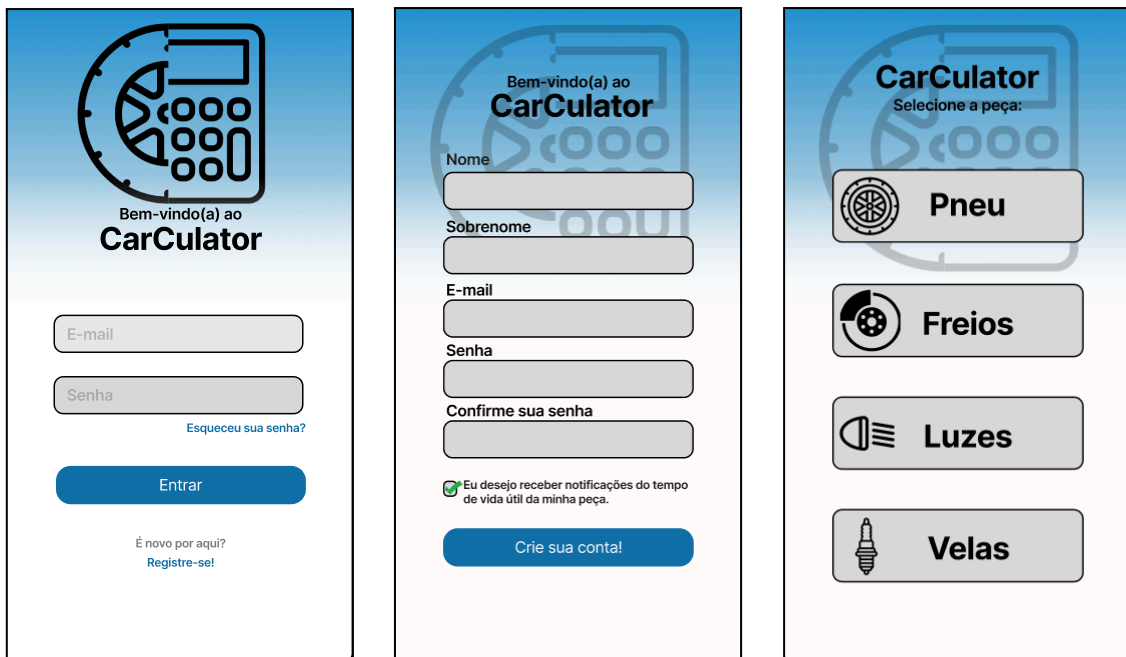 Bem-vindo(a) ao
CarCulator
E-mail
Senha
Esqueceu sua senha?
Entrar
É novo por aqui?
Registre-se!
Bem-vindo(a) ao
CarCulator
Nome
Sobrenome
E-mail
Senha
Confirme sua senha
Eu desejo receber notificações do tempo
de vida útil da minha peça.
Crie sua conta!
CarCulator
Selecione a peça:
Pneu
Freios
Luzes
Velas